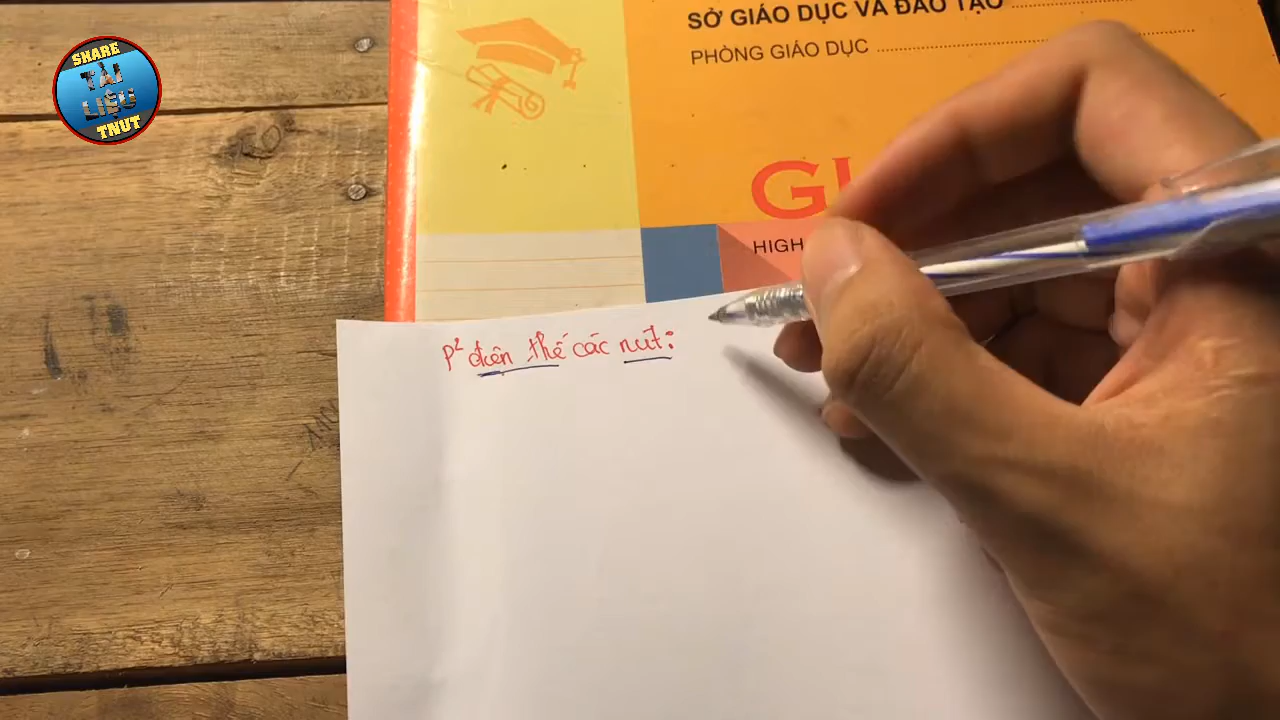 SHARE
TÀI
LIỆU
TNUT
SỞ GIÁO DỤC VÀ ĐÀO TẠO
PHÒNG GIÁO DỤC
GI
HIGH
P² điện thế các nút: